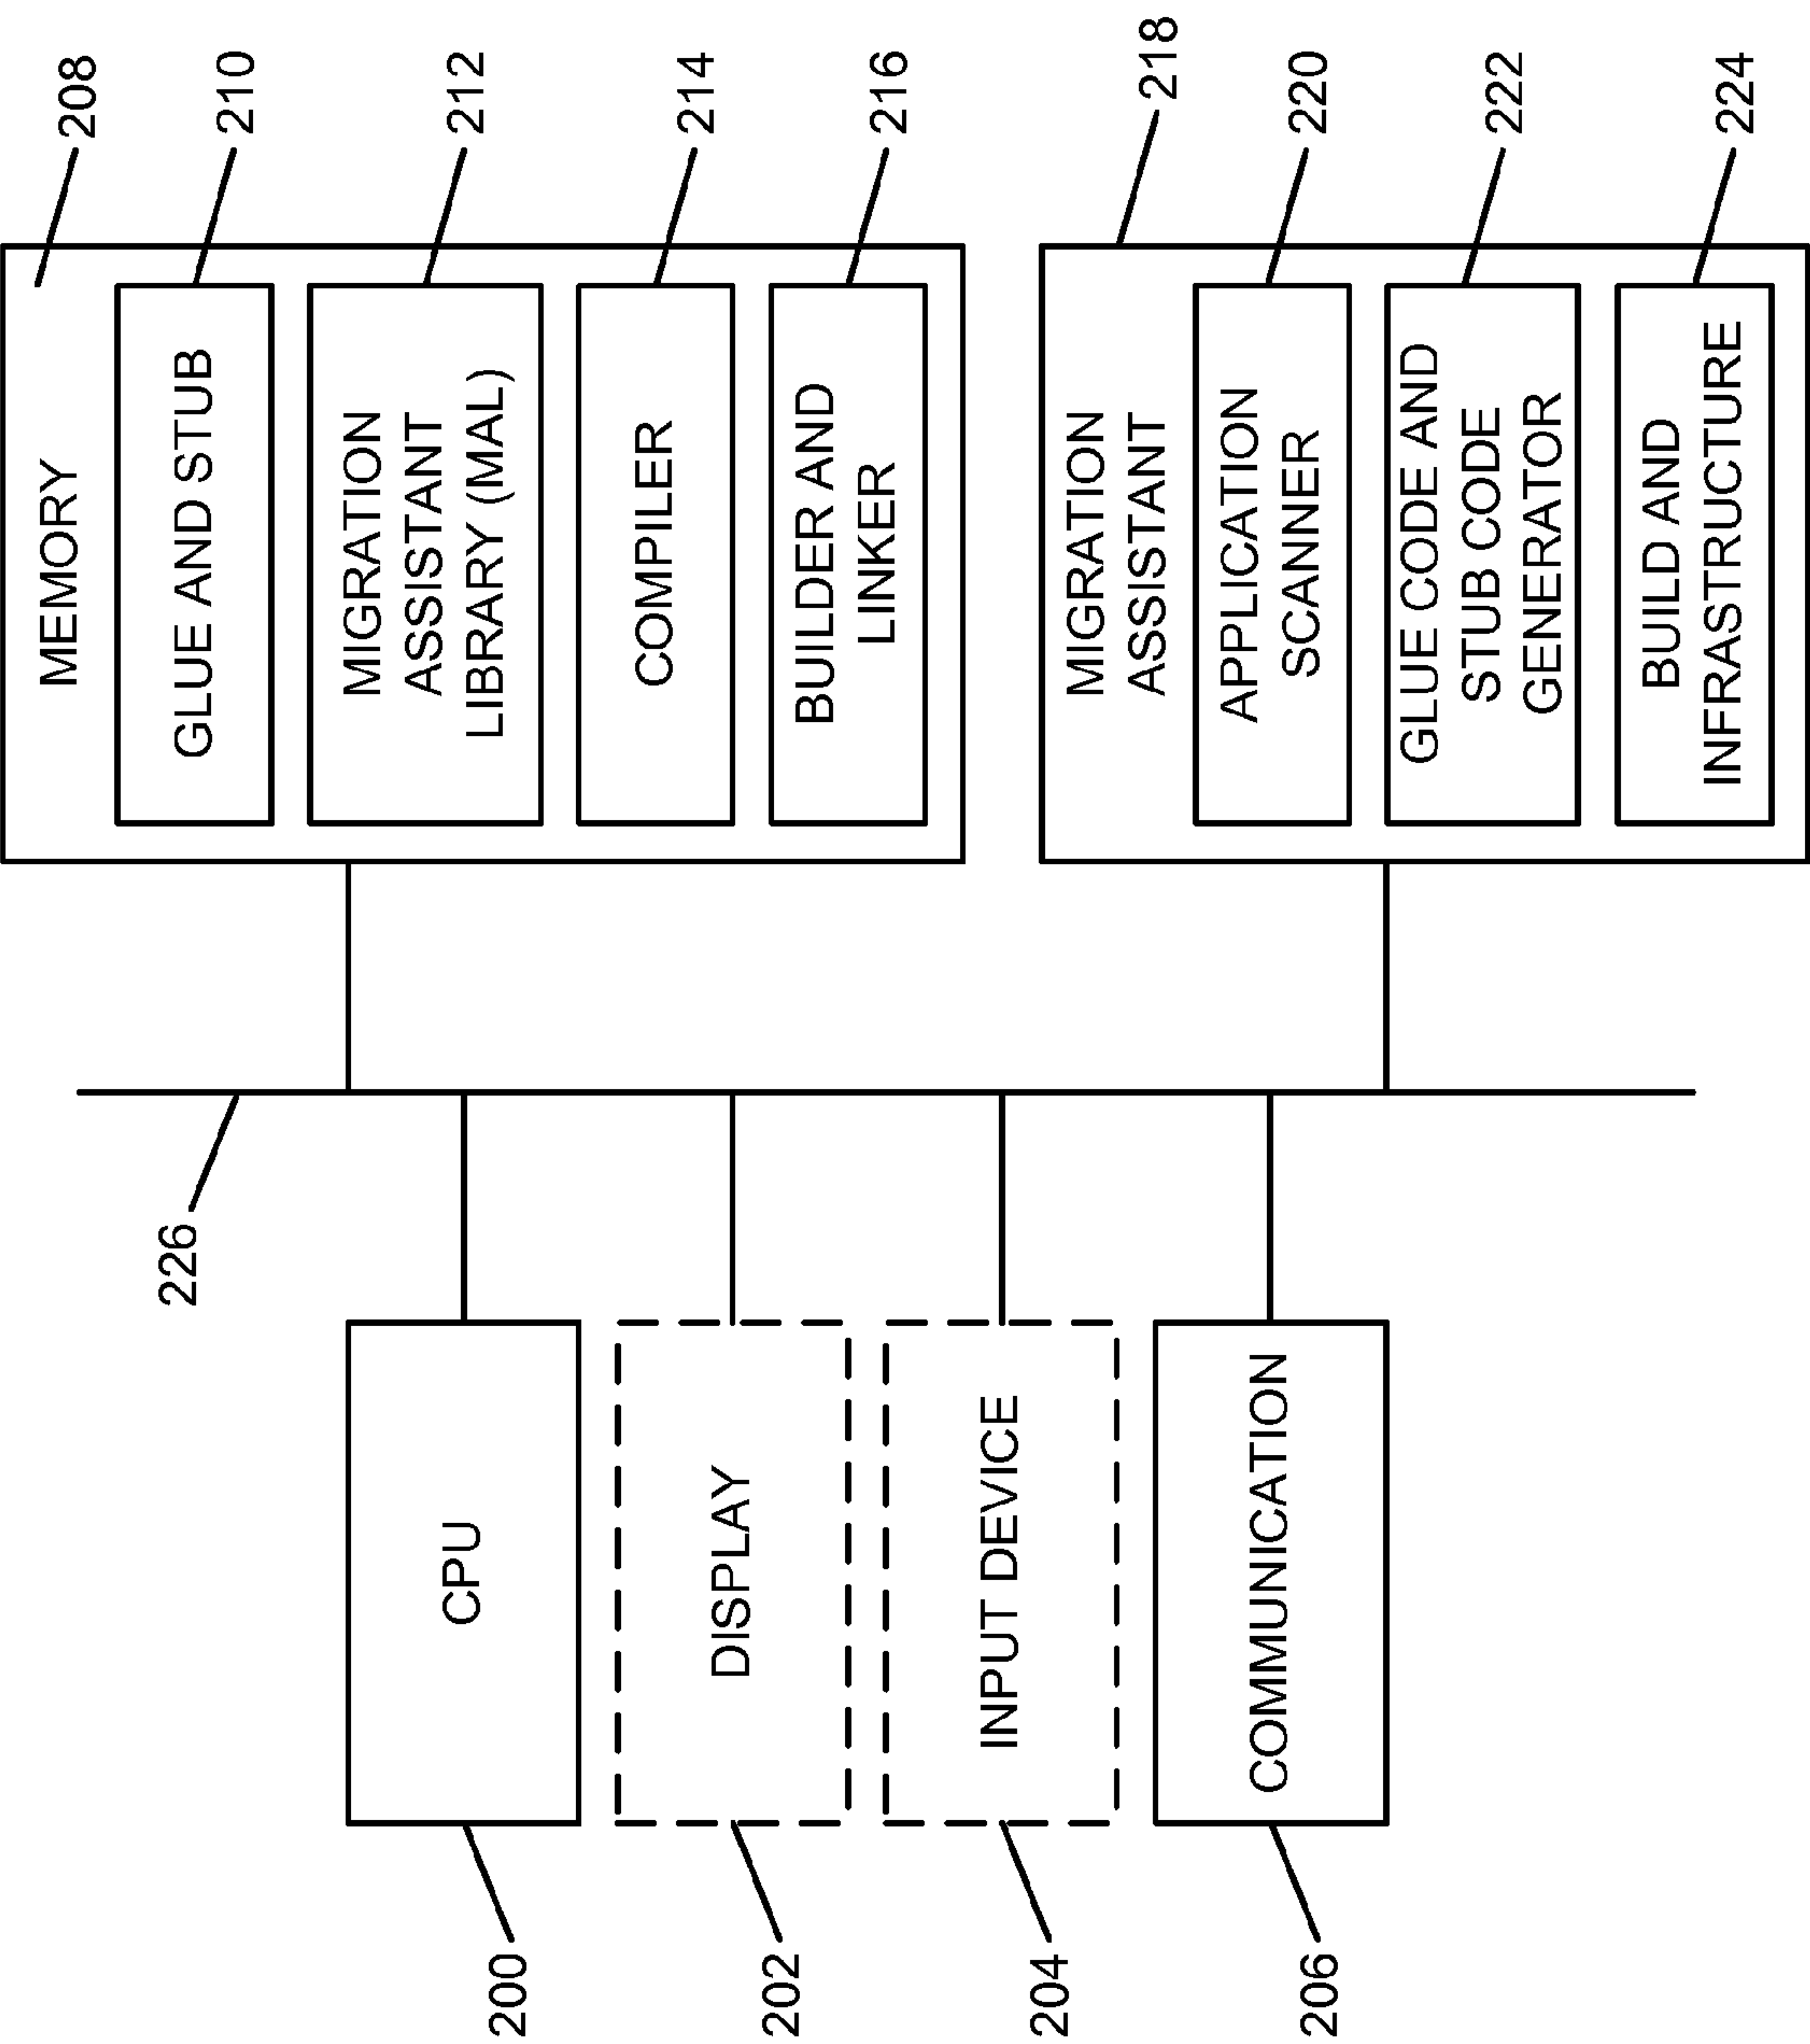 200
CPU
202
DISPLAY
204
INPUT DEVICE
206
COMMUNICATION
226
MEMORY
208
GLUE AND STUB
210
MIGRATION
ASSISTANT
LIBRARY (MAL)
212
COMPILER
214
BUILDER AND
LINKER
216
MIGRATION
ASSISTANT
218
APPLICATION
SCANNER
220
GLUE CODE AND
STUB CODE
GENERATOR
222
BUILD AND
INFRASTRUCTURE
224